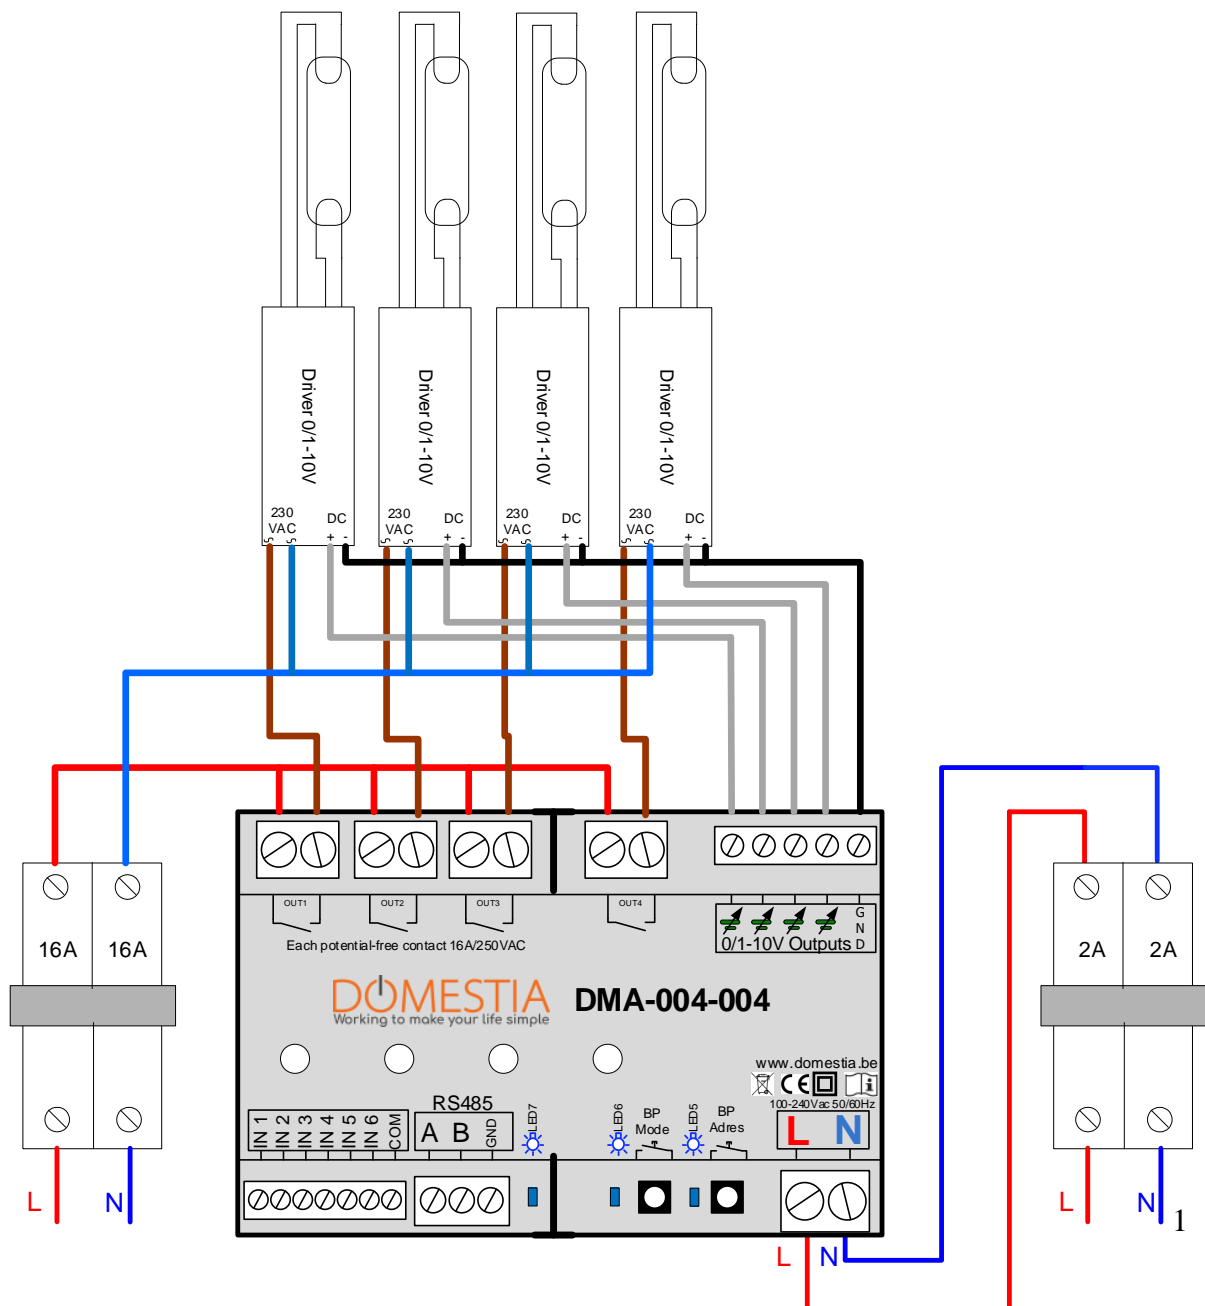 Driver 0/1-10V
Driver 0/1-10V
Driver 0/1-10V
Driver 0/1-10V
230 VAC DC + -
230 VAC DC + -
230 VAC DC + -
230 VAC DC + -
OUT1 OUT2 OUT3 OUT4
Each potential-free contact 16A/250VAC
0/1-10V Outputs
GND
16A 16A
2A 2A
DOMESTIA
Working to make your life simple
DMA-004-004
www.domestia.be
CE
i
100-240Vac 50/60Hz
L N
RS485
IN 1
IN 2
IN 3
IN 4
IN 5
IN 6
COM
A B GND
LED7
LED6
BP
Mode
LED5
BP
Adres
L N
L N
L N
1